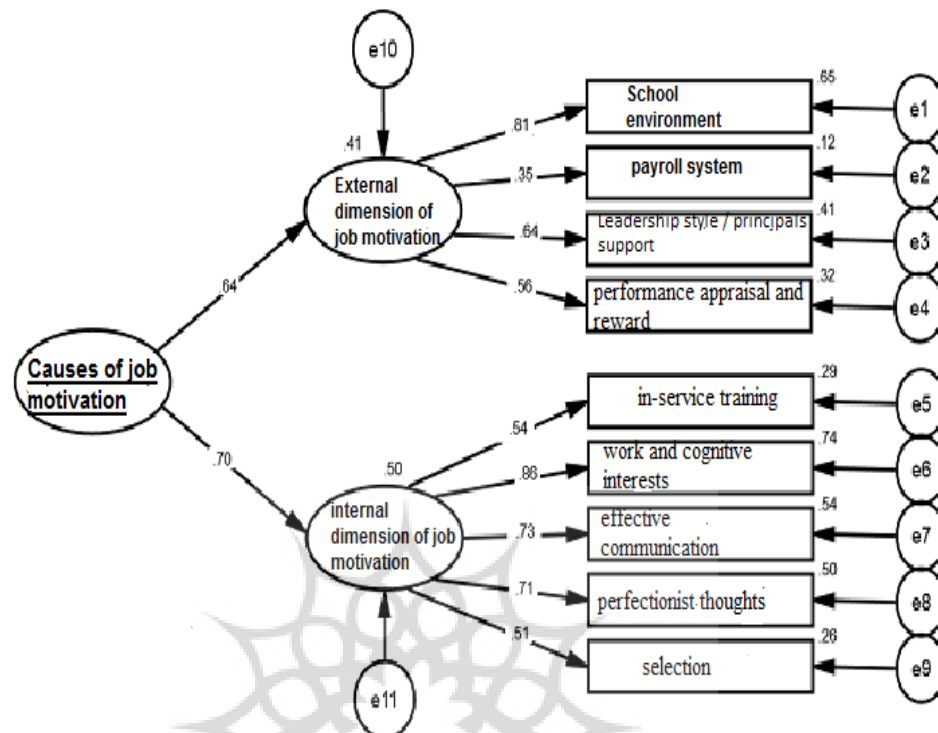 e10
.65
School
environment
e1
.81
.41
.12
External
dimension of
job motivation
.35
payroll system
e2
.41
.64
Leadership style / principals
support
e3
.32
.56
performance appraisal and
reward
e4
.64
Causes of job
motivation
.29
in-service training
e5
.54
.70
.74
.50
work and cognitive
interests
e6
.86
internal
dimension of job
motivation
.54
.73
effective
communication
e7
.50
.71
perfectionist thoughts
e8
.26
.51
selection
e9
e11